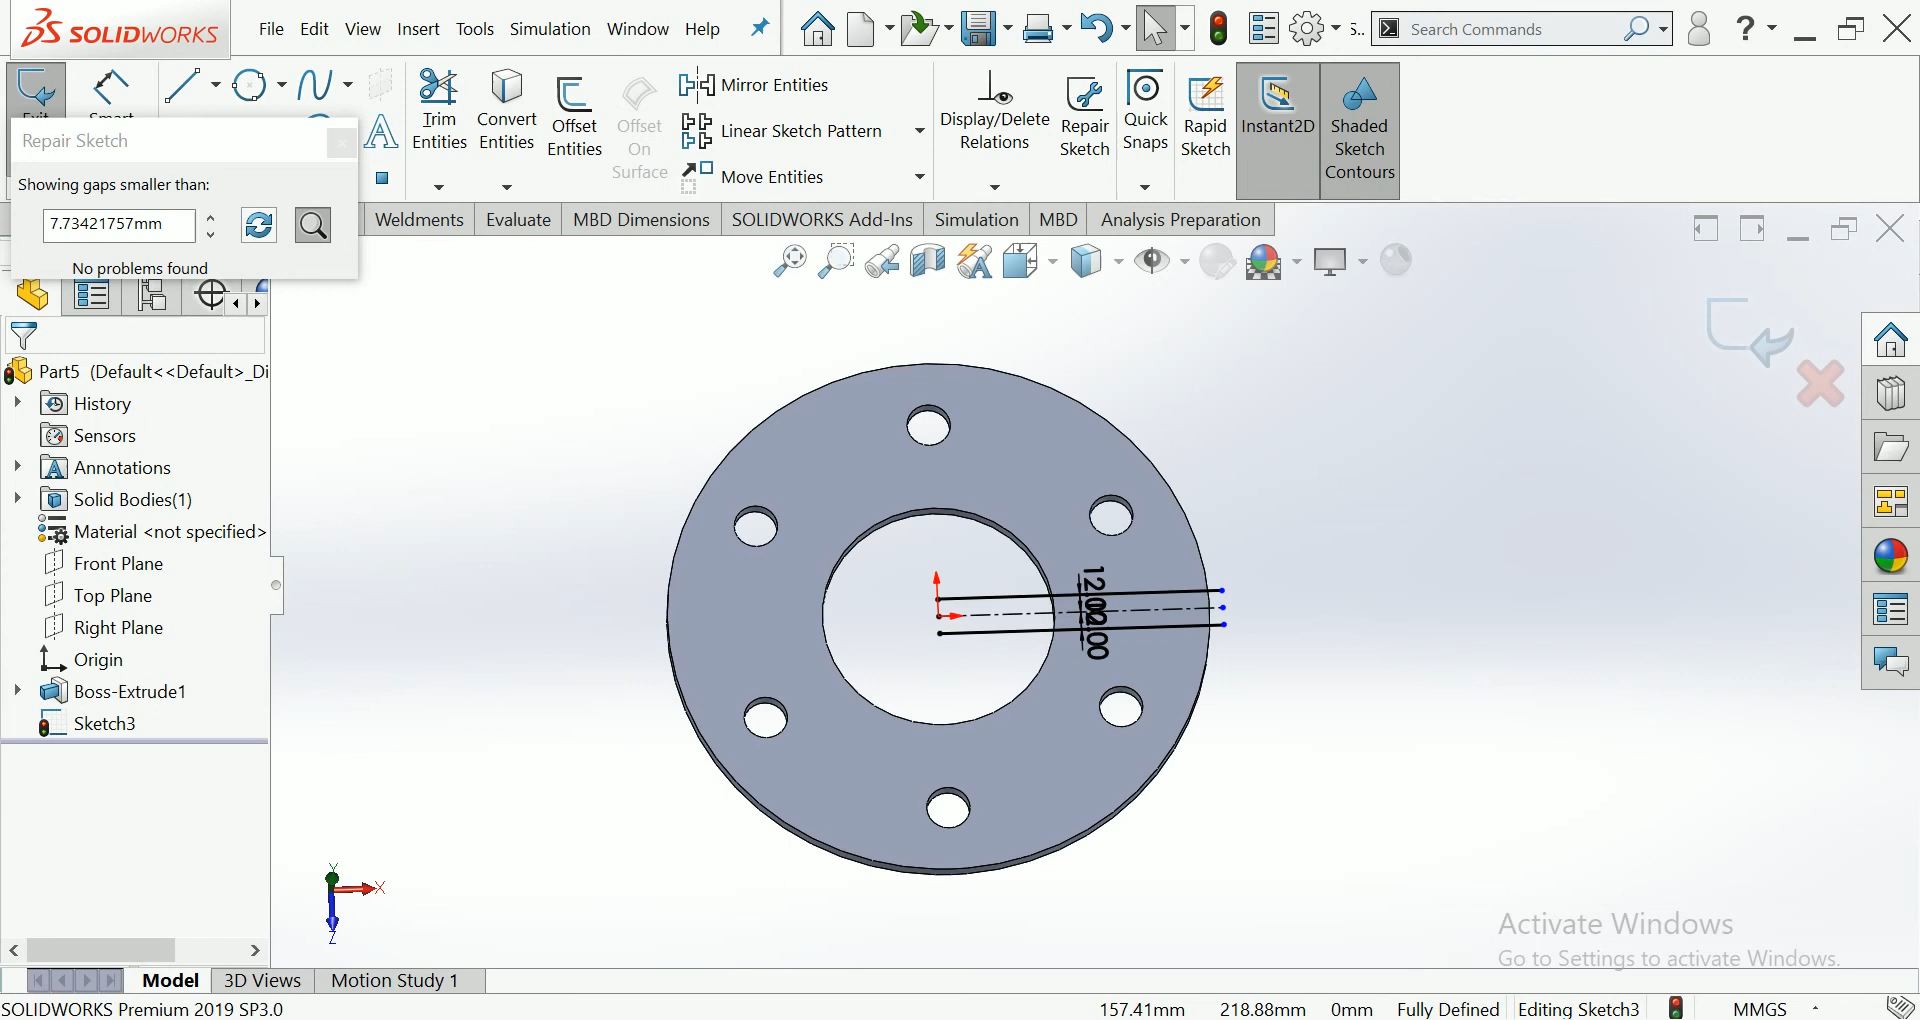 SOLIDWORKS
File Edit View Insert Tools Simulation Window Help
S..
Search Commands
?
Exit
Smart
Trim Entities
Convert Entities
Offset Entities
Offset On Surface
Mirror Entities
Linear Sketch Pattern
Move Entities
Display/Delete Relations
Repair Sketch
Quick Snaps
Rapid Sketch
Instant2D
Shaded Sketch Contours
Repair Sketch
Showing gaps smaller than:
7.73421757mm
No problems found
Weldments Evaluate MBD Dimensions SOLIDWORKS Add-Ins Simulation MBD Analysis Preparation
Part5 (Default<<Default>_Di
History
Sensors
Annotations
Solid Bodies(1)
Material <not specified>
Front Plane
Top Plane
Right Plane
Origin
Boss-Extrude1
Sketch3
Y
X
Z
Activate Windows
Go to Settings to activate Windows.
Model 3D Views Motion Study 1
SOLIDWORKS Premium 2019 SP3.0
157.41mm 218.88mm 0mm Fully Defined Editing Sketch3 MMGS